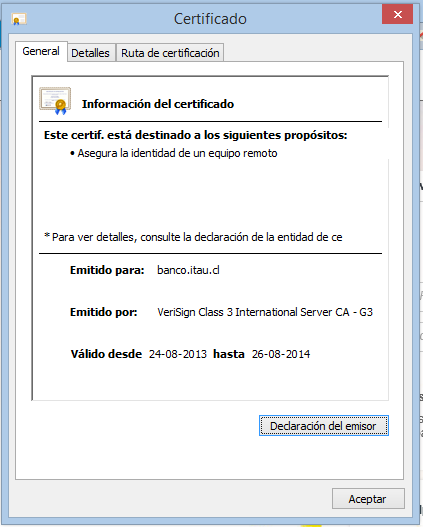 Certificado
General Detalles Ruta de certificación
Información del certificado
Este certif. está destinado a los siguientes propósitos:
• Asegura la identidad de un equipo remoto
* Para ver detalles, consulte la declaración de la entidad de ce
Emitido para: banco.itau.cl
Emitido por: VeriSign Class 3 International Server CA - G3
Válido desde 24-08-2013 hasta 26-08-2014
Declaración del emisor
Aceptar